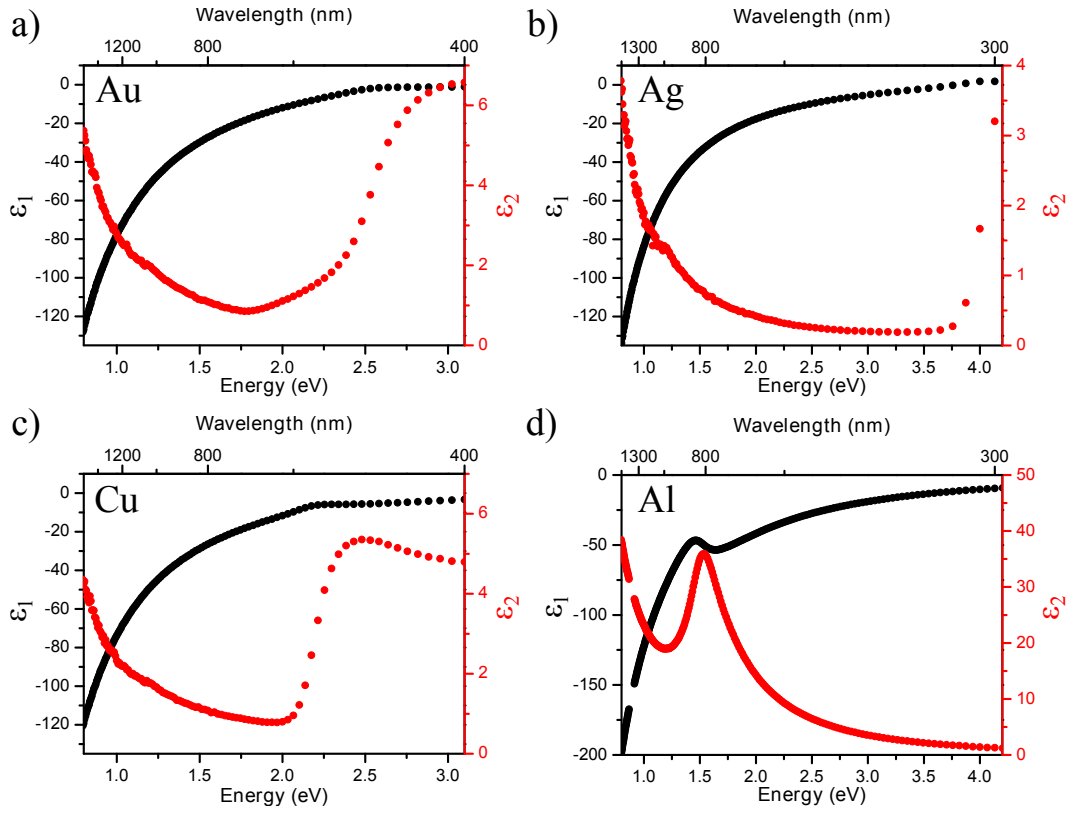 a)
Wavelength (nm)
1200 800 400
Au
0
-20
-40
-60
-80
-100
-120
ε1
6
4
2
0
ε2
1.0 1.5 2.0 2.5 3.0
Energy (eV)
b)
Wavelength (nm)
1300 800 300
Ag
0
-20
-40
-60
-80
-100
-120
ε1
4
3
2
1
0
ε2
1.0 1.5 2.0 2.5 3.0 3.5 4.0
Energy (eV)
c)
Wavelength (nm)
1200 800 400
Cu
0
-20
-40
-60
-80
-100
-120
ε1
6
4
2
0
ε2
1.0 1.5 2.0 2.5 3.0
Energy (eV)
d)
Wavelength (nm)
1300 800 300
Al
0
-50
-100
-150
-200
ε1
50
40
30
20
10
0
ε2
1.0 1.5 2.0 2.5 3.0 3.5 4.0
Energy (eV)